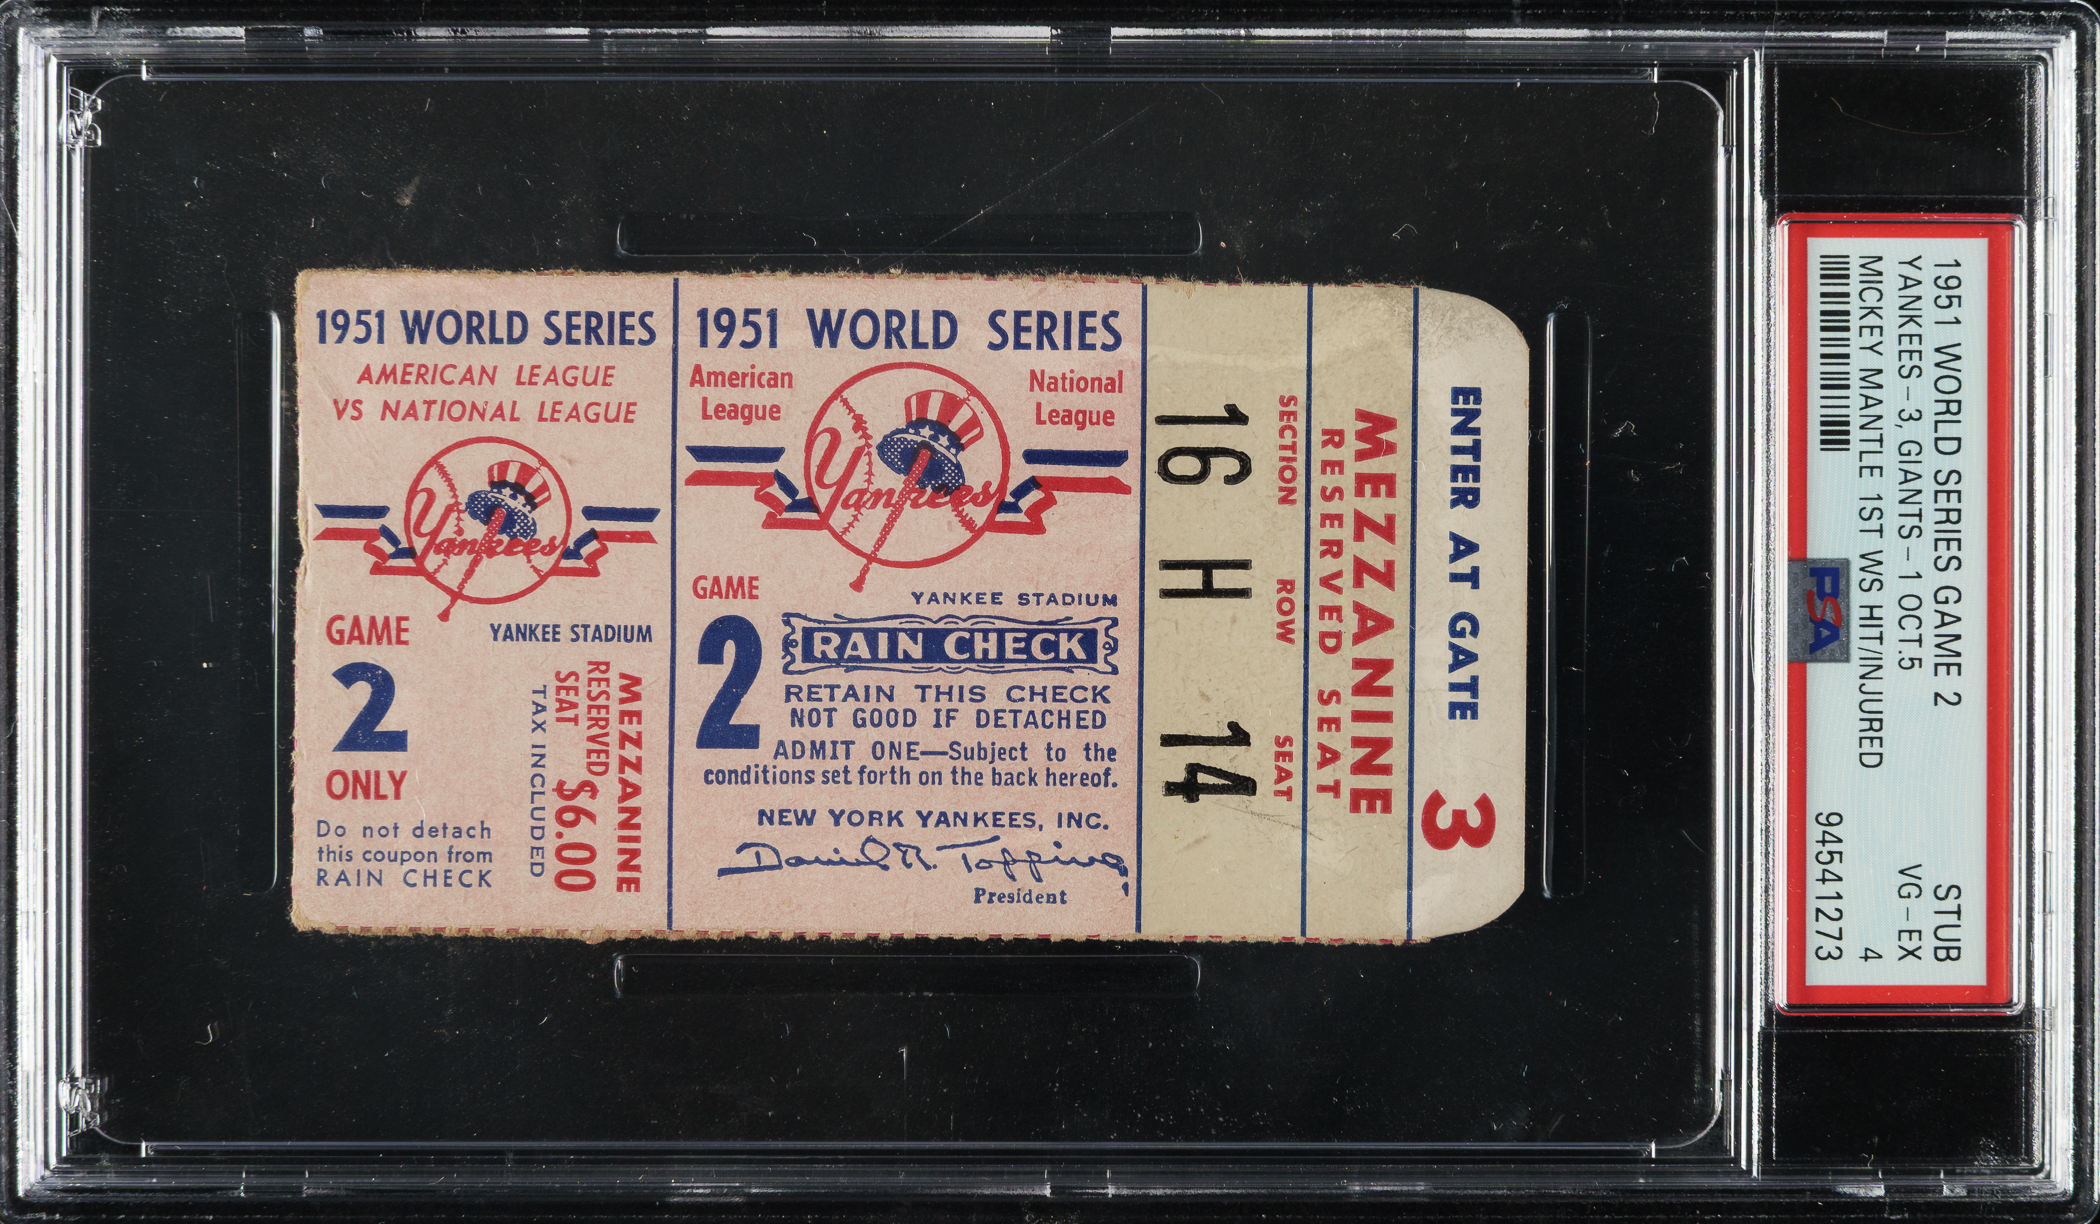 1951 WORLD SERIES
AMERICAN LEAGUE
VS NATIONAL LEAGUE
Yankees
GAME
2
ONLY
YANKEE STADIUM
Do not detach
this coupon from
RAIN CHECK
MEZZANINE
RESERVED
SEAT
$6.00
TAX INCLUDED
1951 WORLD SERIES
American
League
National
League
Yankees
GAME
2
YANKEE STADIUM
RAIN CHECK
RETAIN THIS CHECK
NOT GOOD IF DETACHED
ADMIT ONE—Subject to the
conditions set forth on the back hereof.
NEW YORK YANKEES, INC.
Daniel R. Topping
President
ENTER AT GATE 3
MEZZANINE
RESERVED SEAT
SECTION ROW SEAT
16 H 14
1951 WORLD SERIES GAME 2 STUB
YANKEES-3, GIANTS-1 OCT.5 VG-EX
MICKEY MANTLE 1ST WS HIT/INJURED 4
PSA
94541273